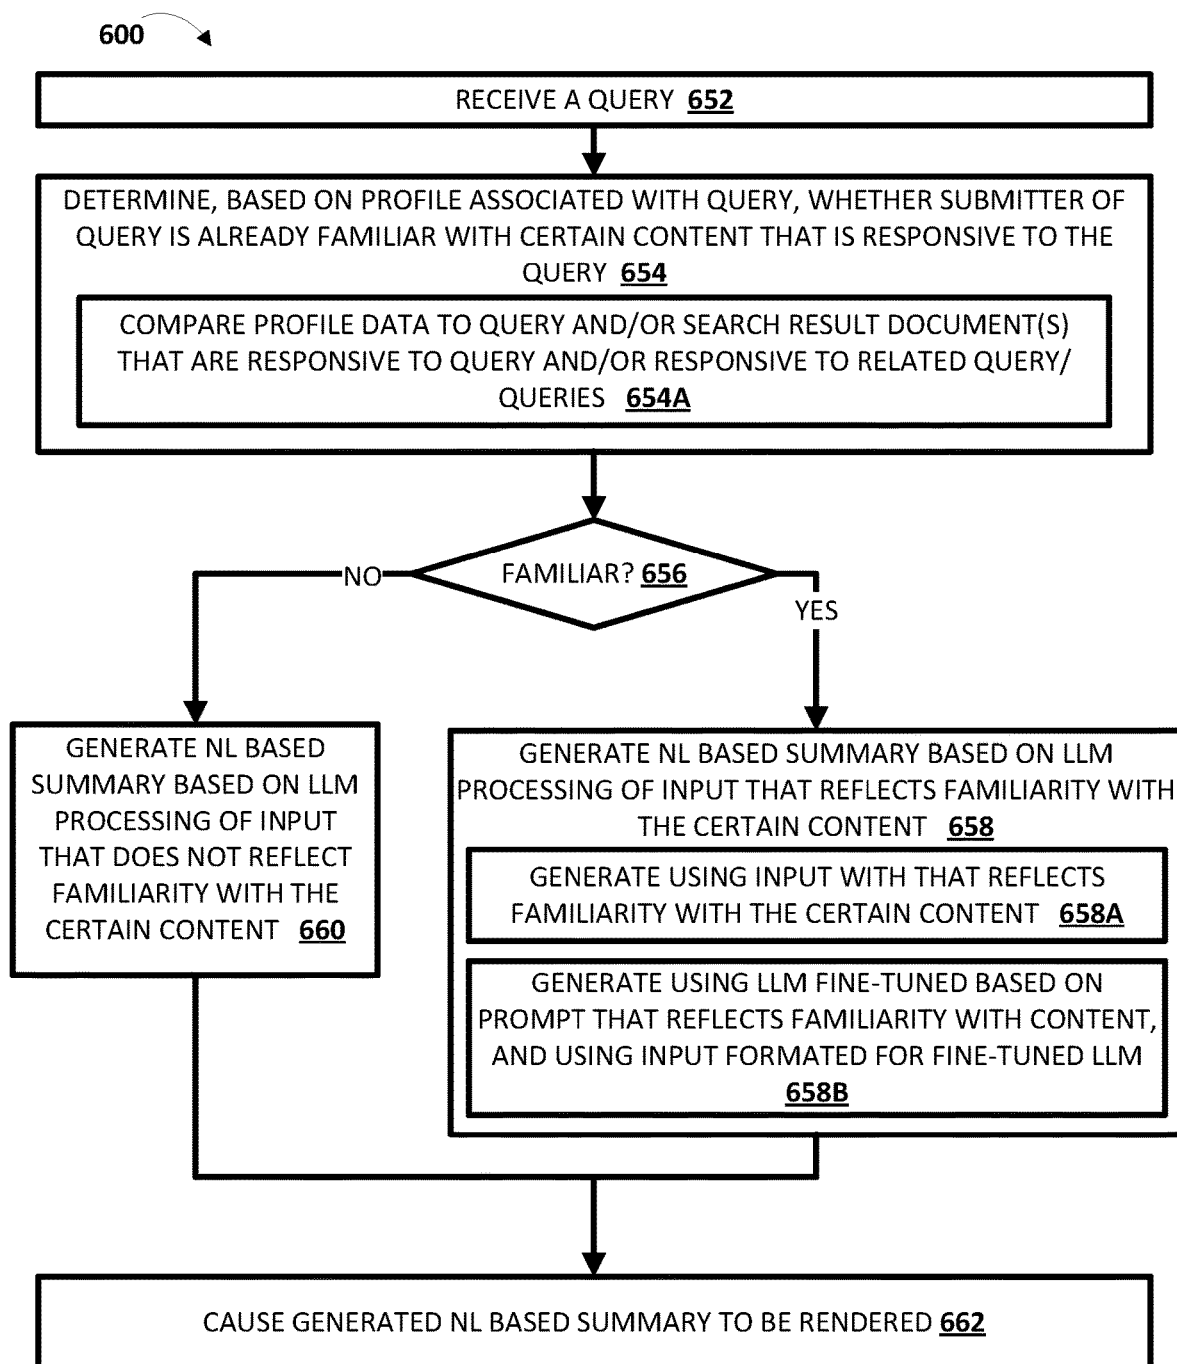 600
RECEIVE A QUERY 652
DETERMINE, BASED ON PROFILE ASSOCIATED WITH QUERY, WHETHER SUBMITTER OF
QUERY IS ALREADY FAMILIAR WITH CERTAIN CONTENT THAT IS RESPONSIVE TO THE
QUERY 654
COMPARE PROFILE DATA TO QUERY AND/OR SEARCH RESULT DOCUMENT(S)
THAT ARE RESPONSIVE TO QUERY AND/OR RESPONSIVE TO RELATED QUERY/
QUERIES 654A
FAMILIAR? 656
NO
YES
GENERATE NL BASED
SUMMARY BASED ON LLM
PROCESSING OF INPUT
THAT DOES NOT REFLECT
FAMILIARITY WITH THE
CERTAIN CONTENT 660
GENERATE NL BASED SUMMARY BASED ON LLM
PROCESSING OF INPUT THAT REFLECTS FAMILIARITY WITH
THE CERTAIN CONTENT 658
GENERATE USING INPUT WITH THAT REFLECTS
FAMILIARITY WITH THE CERTAIN CONTENT 658A
GENERATE USING LLM FINE-TUNED BASED ON
PROMPT THAT REFLECTS FAMILIARITY WITH CONTENT,
AND USING INPUT FORMATED FOR FINE-TUNED LLM
658B
CAUSE GENERATED NL BASED SUMMARY TO BE RENDERED 662